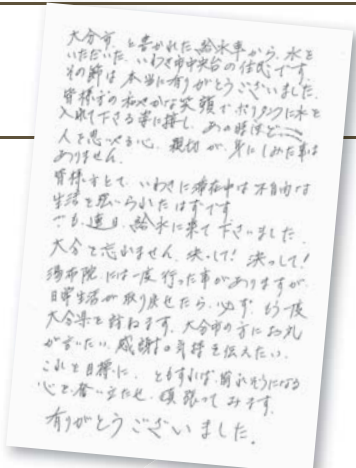 大分市、と書かれた給水車から、水を
いただいた、いわき市中央台の住民です。
その節は本当に有りがとうございました。
皆様方の和やかな笑顔でポリタンクに水を
入れて下さる姿に接し、あの時ほど
人を思いやる心、親切が、身にしみた事は
ありません。
皆様方とて、いわきに滞在中は不自由な
生活を強いられたはずです
でも連日、給水に来て下さいました。
大分を忘れません、決して！決して！
湯布院には一度行った事がありますが、
日常生活が取り戻せたら、必ず、もう一度
大分県を訪ねます。大分市の方にお礼
が言いたい、感謝の気持を伝えたい。
これを目標に、ともすれば、折れそうになる
心を奮い立たせ、頑張ってみます。
有りがとうございました。